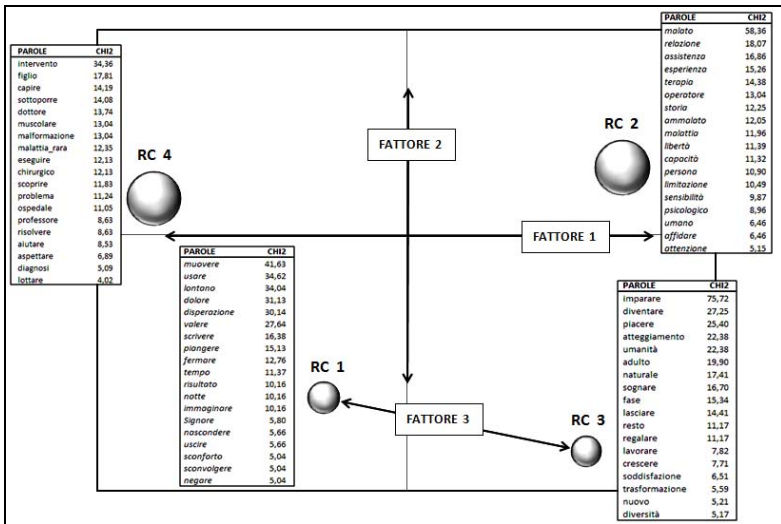 PAROLE CHI2
intervento 34,36
figlio 17,81
capire 14,19
sottoporre 14,08
dottore 13,74
muscolare 13,04
malformazione 13,04
malattia_rara 12,35
eseguire 12,13
chirurgico 12,13
scoprire 11,83
problema 11,24
ospedale 11,05
professore 8,63
risolvere 8,63
aiutare 8,53
aspettare 6,89
diagnosi 5,09
lottare 4,02
RC 4
FATTORE 2
RC 2
PAROLE CHI2
malato 58,36
relazione 18,07
assistenza 16,86
esperienza 15,26
terapia 14,38
operatore 13,04
storia 12,25
ammalato 12,05
malattia 11,96
libertà 11,39
capacità 11,32
persona 10,90
limitazione 10,49
sensibilità 9,87
psicologico 8,96
umano 6,46
affidare 6,46
attenzione 5,15
FATTORE 1
PAROLE CHI2
muovere 41,63
usare 34,62
lontano 34,04
dolore 31,13
disperazione 30,14
valere 27,64
scrivere 16,38
piangere 15,13
fermare 12,76
tempo 11,37
risultato 10,16
notte 10,16
immaginare 10,16
Signore 5,80
nascondere 5,66
uscire 5,66
sconforto 5,04
sconvolgere 5,04
negare 5,04
RC 1
FATTORE 3
RC 3
PAROLE CHI2
imparare 75,72
diventare 27,25
piacere 25,40
atteggiamento 22,38
umanità 22,38
adulto 19,90
naturale 17,41
sognare 16,70
fase 15,34
lasciare 14,41
resto 11,17
regalare 11,17
lavorare 7,82
crescere 7,71
soddisfazione 6,51
trasformazione 5,59
nuovo 5,21
diversità 5,17